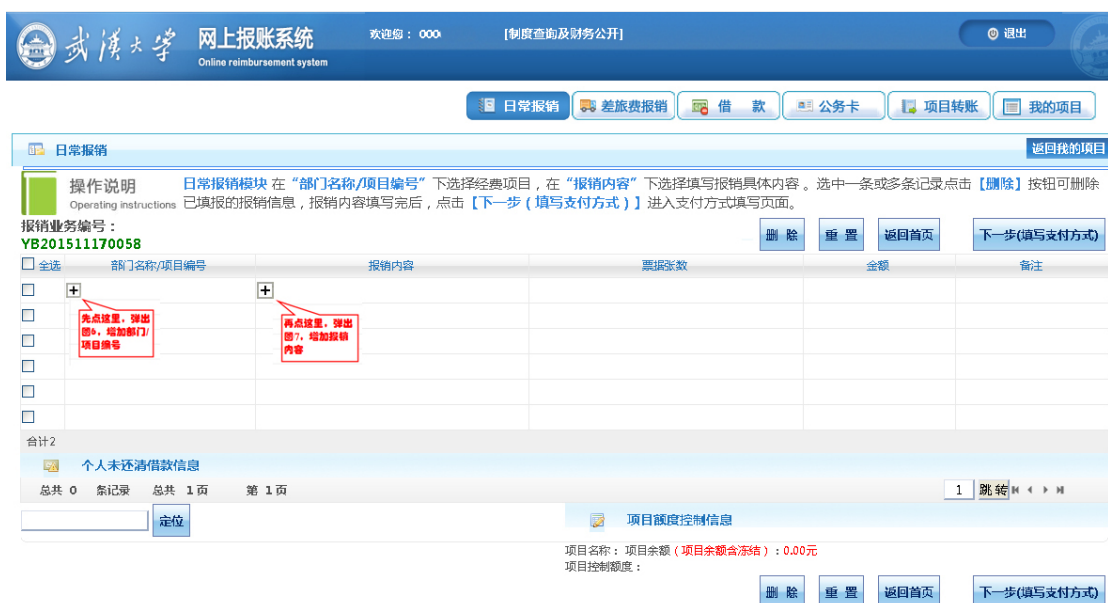 武汉大学 网上报账系统 欢迎您： 000 [制度查询及财务公开] 退出
Online reimbursement system
日常报销 差旅费报销 借 款 公务卡 项目转账 我的项目
日常报销 返回我的项目
操作说明 日常报销模块 在 “部门名称/项目编号” 下选择经费项目，在 “报销内容” 下选择填写报销具体内容 。选中一条或多条记录点击【删除】按钮可删除
Operating instructions 已填报的报销信息，报销内容填写完后，点击【下一步 ( 填写支付方式 ) 】进入支付方式填写页面。
报销业务编号：
YB201511170058
删 除 重 置 返回首页 下一步(填写支付方式)
全选 部门名称/项目编号 报销内容 票据张数 金额 备注
先点这里，弹出
图6，增加部门/
项目编号
再点这里，弹出
图7，增加报销
内容
合计2
个人未还清借款信息
总共 0 条记录 总共 1页 第 1页 1 跳 转
定位 项目额度控制信息
项目名称： 项目余额 ( 项目余额含冻结 ) ：0.00元
项目控制额度：
删 除 重 置 返回首页 下一步(填写支付方式)